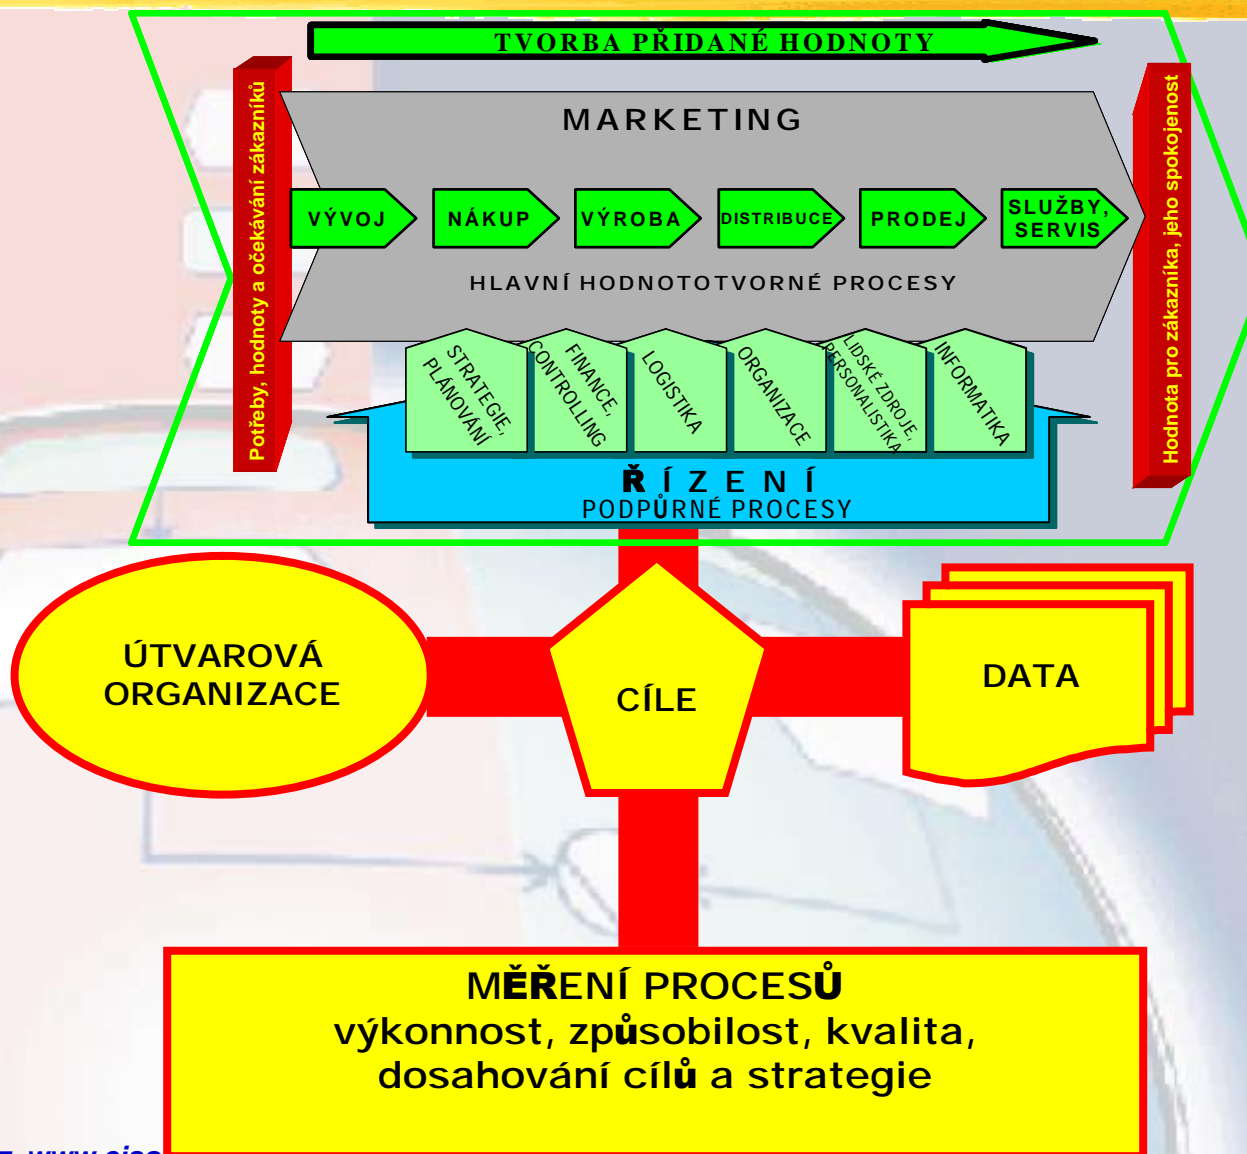 TVORBA PŘIDANÉ HODNOTY
Potřeby, hodnoty a očekávání zákazníků
MARKETING
VÝVOJ
NÁKUP
VÝROBA
DISTRIBUCE
PRODEJ
SLUŽBY,
SERVIS
HLAVNÍ HODNOTOTVORNÉ PROCESY
Hodnota pro zákazníka, jeho spokojenost
STRATEGIE,
PLÁNOVÁNÍ
FINANCE,
CONTROLLING
LOGISTIKA
ORGANIZACE
LIDSKÉ ZDROJE,
PERSONALISTIKA
INFORMATIKA
ŘÍZENÍ
PODPŮRNÉ PROCESY
ÚTVAROVÁ
ORGANIZACE
CÍLE
DATA
MĚŘENÍ PROCESŮ
výkonnost, způsobilost, kvalita,
dosahování cílů a strategie